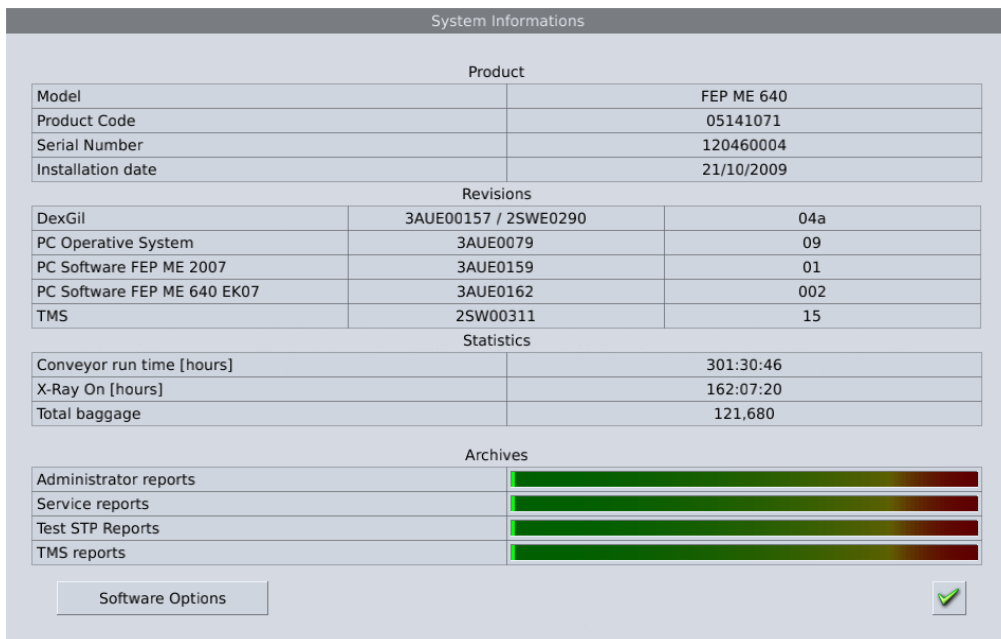 System Informations
Product
Model FEP ME 640
Product Code 05141071
Serial Number 120460004
Installation date 21/10/2009
Revisions
DexGil 3AUE00157 / 2SWE0290 04a
PC Operative System 3AUE0079 09
PC Software FEP ME 2007 3AUE0159 01
PC Software FEP ME 640 EK07 3AUE0162 002
TMS 2SW00311 15
Statistics
Conveyor run time [hours] 301:30:46
X-Ray On [hours] 162:07:20
Total baggage 121,680
Archives
Administrator reports
Service reports
Test STP Reports
TMS reports
Software Options